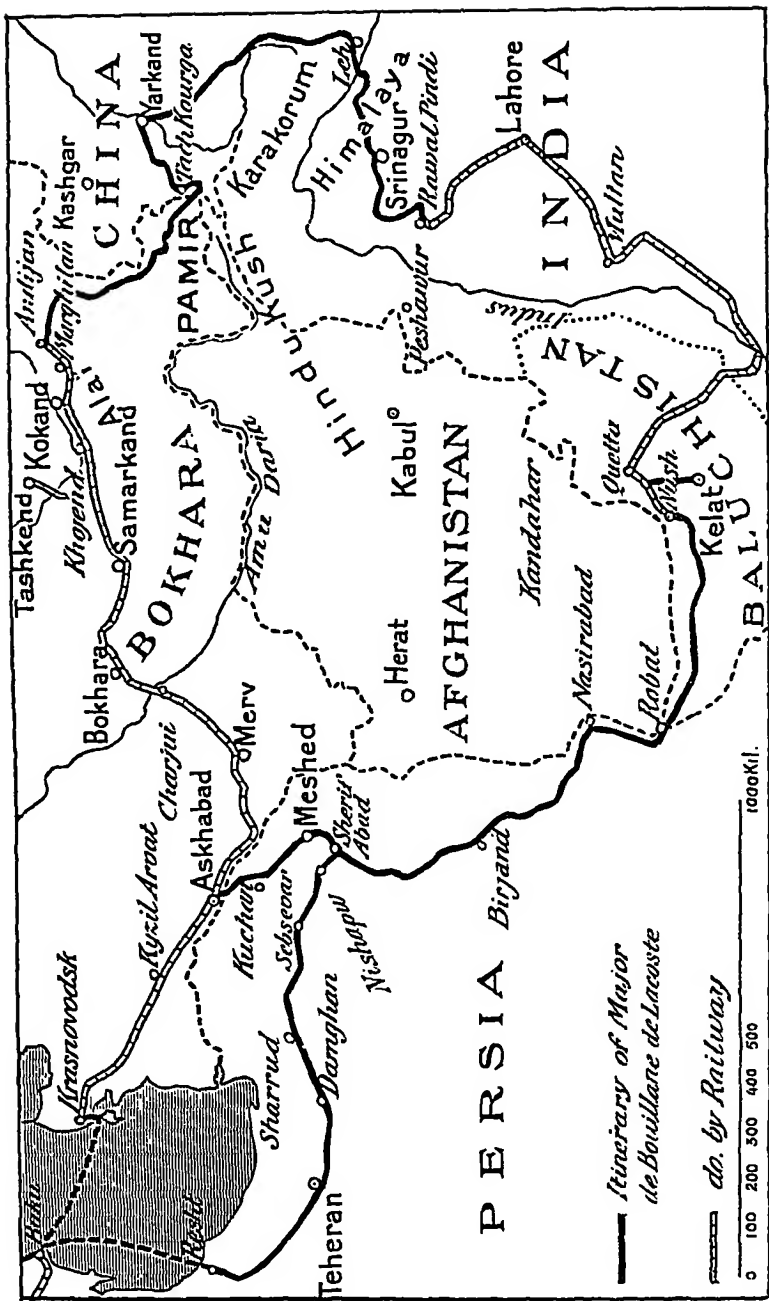 CHINA
Yarkand
Kashgar
Tach Kourga
Andijan
Marghilan
Tashkend
Kokand
Khojend
Alai
Samarkand
PAMIR
Karakorum
Leh
Himalaya
Srinagur
Rawal Pindi
Lahore
INDIA
Multan
Indus
Peshawur
Hindu Kush
BOKHARA
Bokhara
Amu Daria
Charjui
Merv
Kabul
AFGHANISTAN
Herat
Kandahar
Quetta
Nush
Kelat
BALUCHISTAN
Nasirabad
Robat
Krasnovodsk
Kyzil Arvat
Askhabad
Kuchan
Meshed
Sherif
Abad
Sebsevar
Nishapur
Birjand
Baku
Resht
Sharrud
Damghan
Teheran
PERSIA
Itinerary of Major
de Bouillane de Lacoste
do. by Railway
0 100 200 300 400 500 1000 Kil.